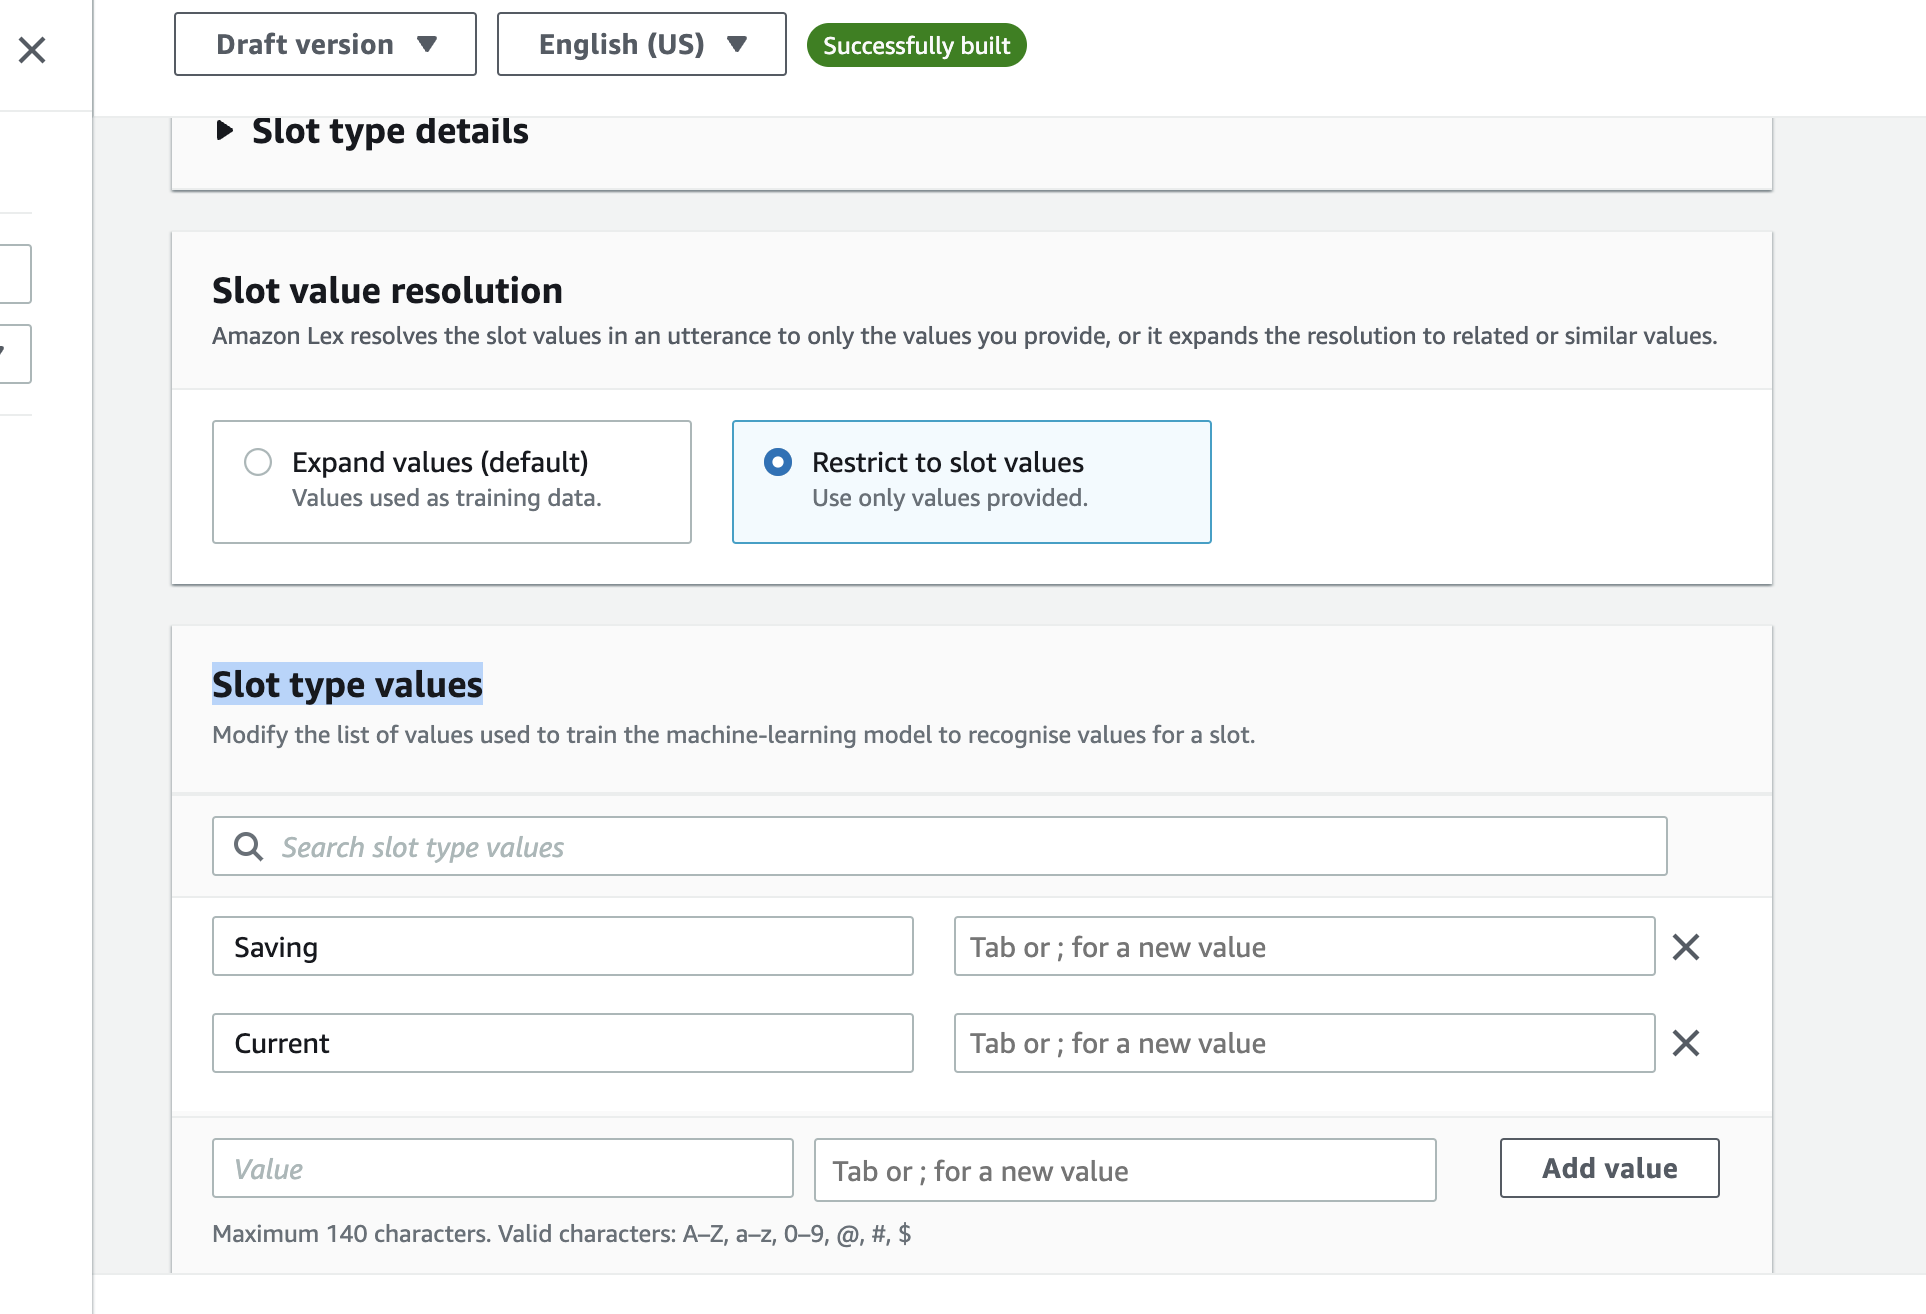 Draft version
English (US)
Successfully built
Slot type details
Slot value resolution
Amazon Lex resolves the slot values in an utterance to only the values you provide, or it expands the resolution to related or similar values.
Expand values (default)
Values used as training data.
Restrict to slot values
Use only values provided.
Slot type values
Modify the list of values used to train the machine-learning model to recognise values for a slot.
Search slot type values
Saving
Tab or ; for a new value
Current
Tab or ; for a new value
Value
Tab or ; for a new value
Add value
Maximum 140 characters. Valid characters: A–Z, a–z, 0–9, @, #, $